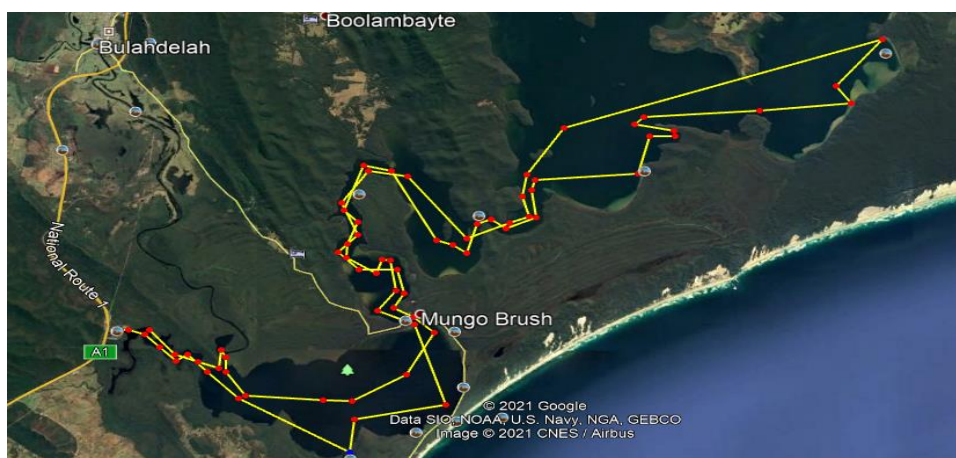 Boolambayte
Bulahdelah
National Route 1
Mungo Brush
A1
© 2021 Google
Data SIO, NOAA, U.S. Navy, NGA, GEBCO
Image © 2021 CNES / Airbus